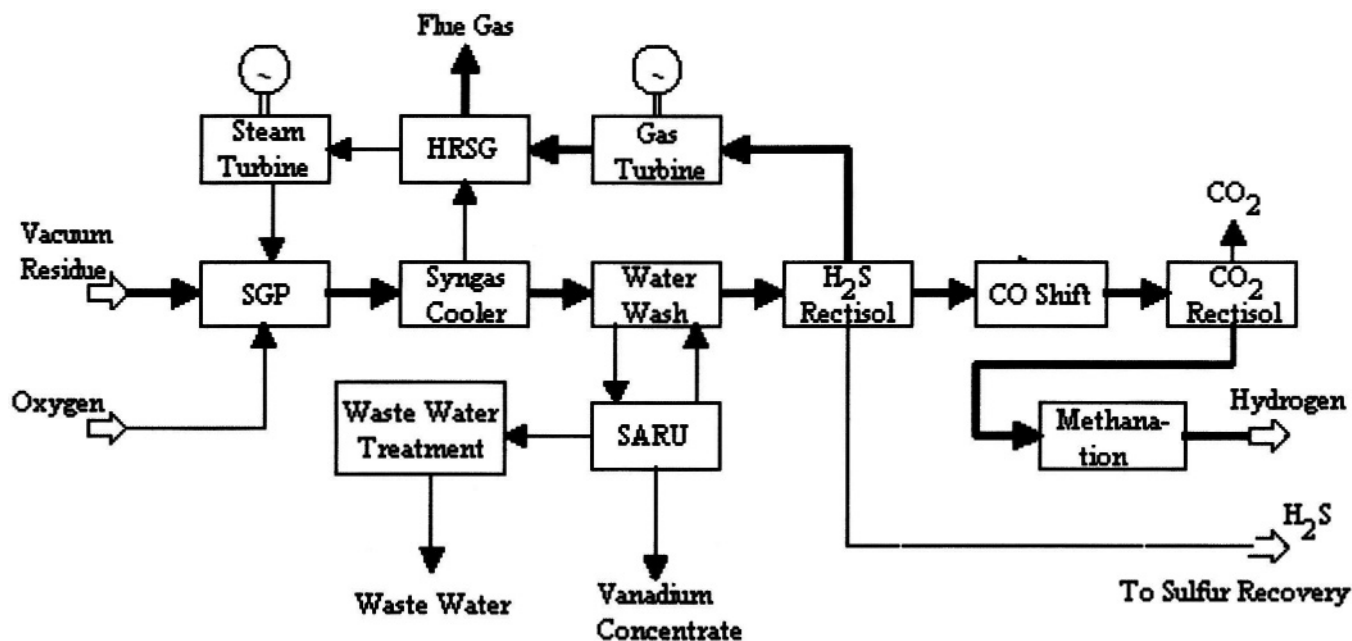 Flue Gas
~
~
Steam
Turbine
HRSG
Gas
Turbine
CO2
Vacuum
Residue
SGP
Syngas
Cooler
Water
Wash
H2S
Rectisol
CO Shift
CO2
Rectisol
Oxygen
Waste Water
Treatment
SARU
Methana-
tion
Hydrogen
H2S
To Sulfur Recovery
Waste Water
Vanadium
Concentrate